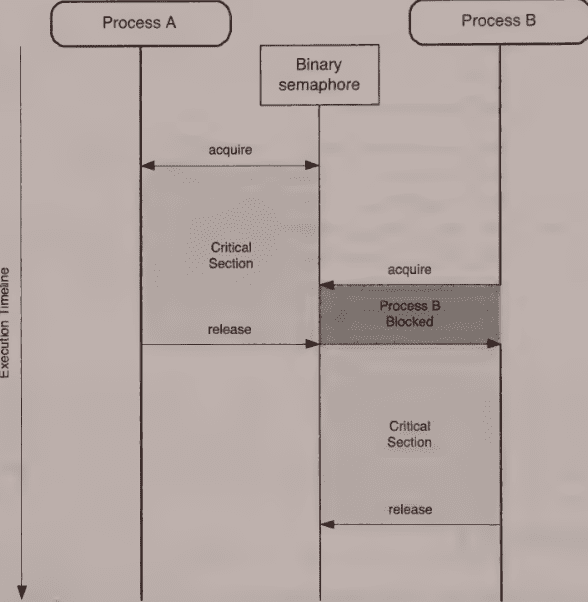 Process A
Process B
Binary
semaphore
acquire
Critical
Section
acquire
Process B
Blocked
release
Critical
Section
release
Execution Timeline